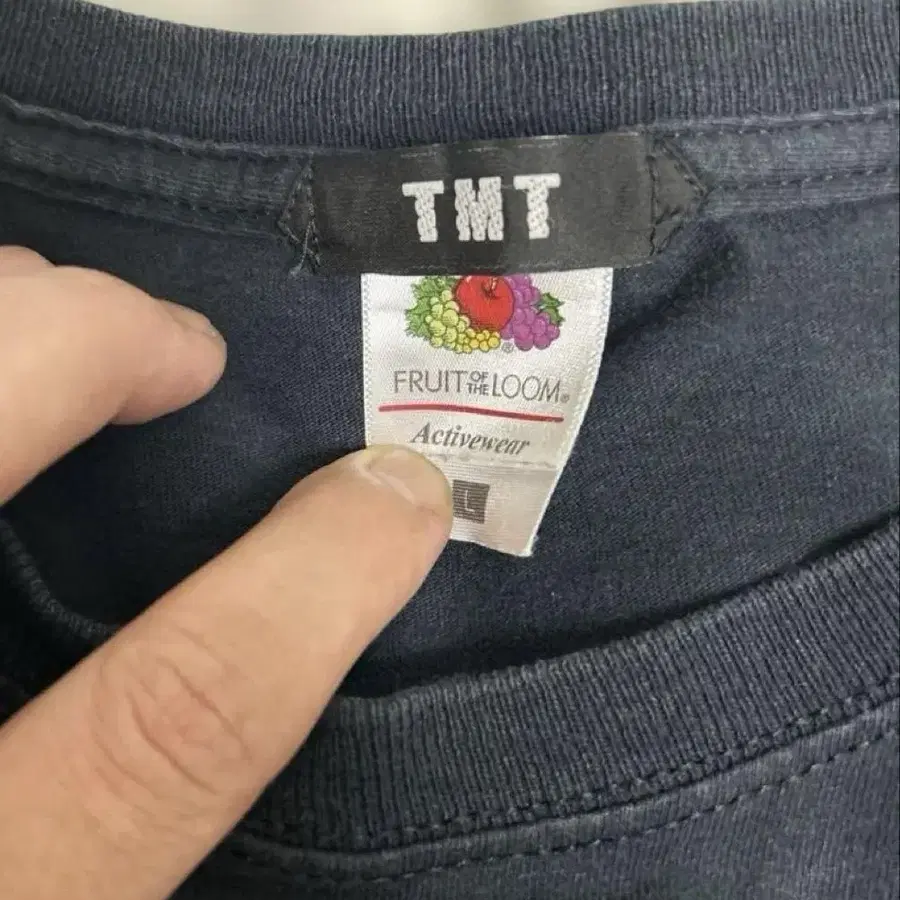 TMT
FRUIT OF THE LOOM®
Activewear
L